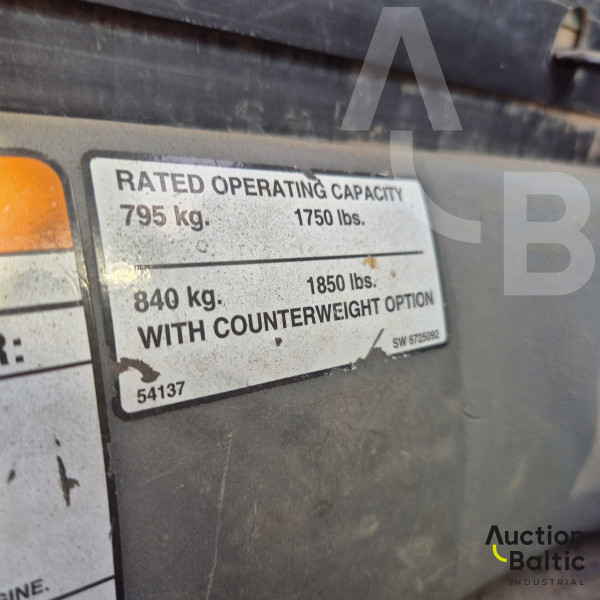 RATED OPERATING CAPACITY
795 kg. 1750 lbs.
840 kg. 1850 lbs.
WITH COUNTERWEIGHT OPTION
54137 SW 6725092
R:
GINE.
AB
Auction
Baltic
INDUSTRIAL